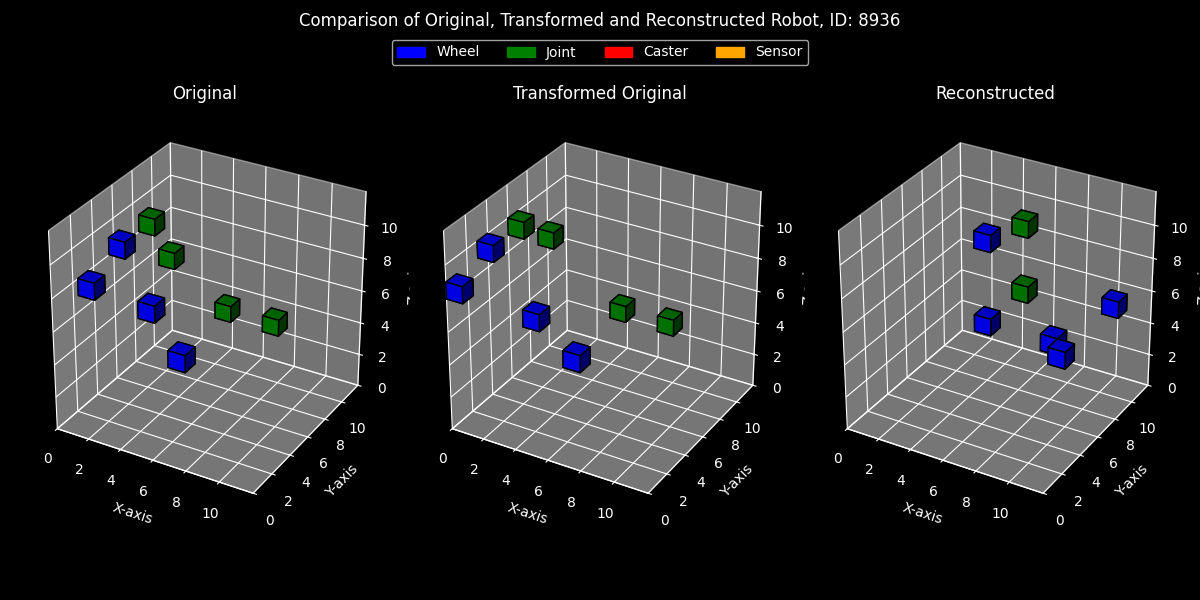 Comparison of Original, Transformed and Reconstructed Robot, ID: 8936
Wheel Joint Caster Sensor
Original Transformed Original Reconstructed
10 10 10
8 8 8
6 6 6
4 4 4
2 2 2
0 0 0
10 10 10
8 8 8
0 6 0 6 0 6
2 4 2 4 2 4
4 2 4 2 4 2
6 0 6 0 6 0
8 8 8
10 10 10
X-axis Y-axis X-axis Y-axis X-axis Y-axis